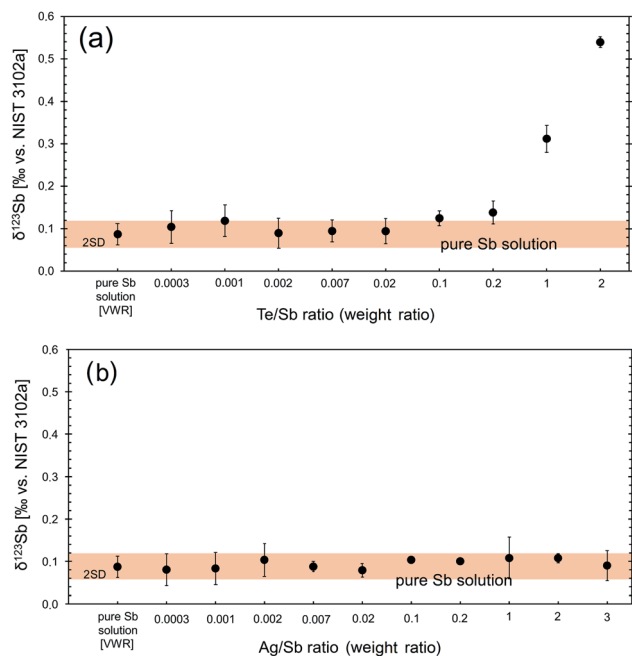 (a)
0.6
0.5
0.4
0.3
0.2
0.1
0.0
δ¹²³Sb [‰ vs. NIST 3102a]
2SD
pure Sb solution
pure Sb
solution
[VWR]
0.0003 0.001 0.002 0.007 0.02 0.1 0.2 1 2
Te/Sb ratio (weight ratio)
(b)
0.6
0.5
0.4
0.3
0.2
0.1
0.0
δ¹²³Sb [‰ vs. NIST 3102a]
2SD
pure Sb solution
pure Sb
solution
[VWR]
0.0003 0.001 0.002 0.007 0.02 0.1 0.2 1 2 3
Ag/Sb ratio (weight ratio)